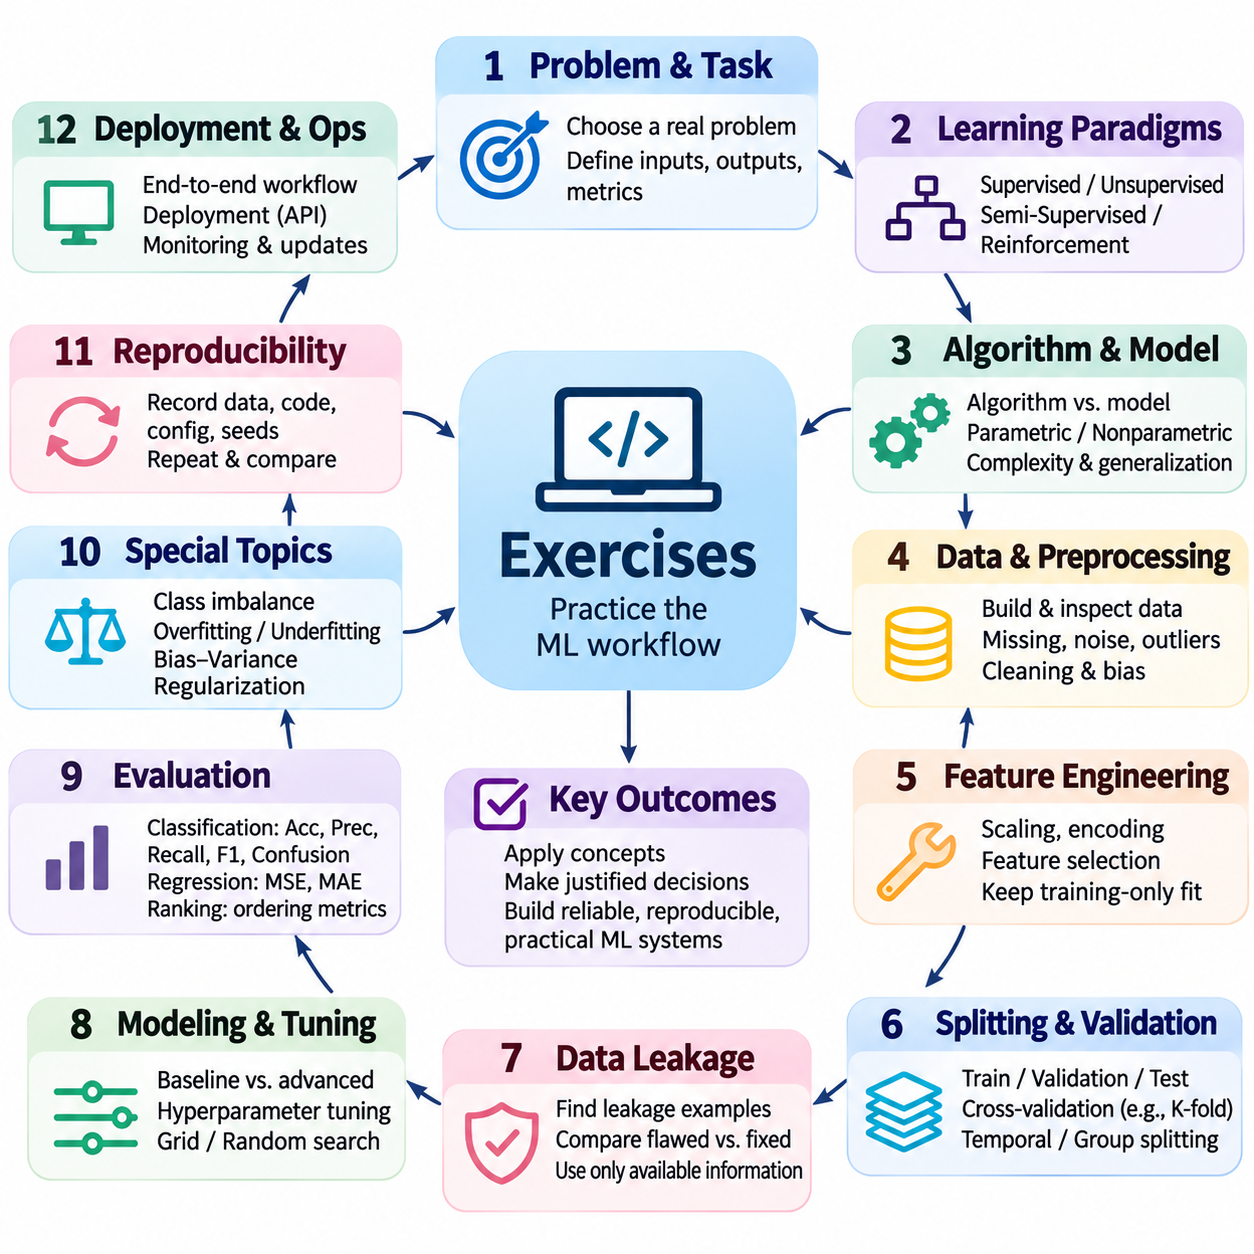 1 Problem & Task
Choose a real problem
Define inputs, outputs,
metrics
2 Learning Paradigms
Supervised / Unsupervised
Semi-Supervised /
Reinforcement
3 Algorithm & Model
Algorithm vs. model
Parametric / Nonparametric
Complexity & generalization
4 Data & Preprocessing
Build & inspect data
Missing, noise, outliers
Cleaning & bias
5 Feature Engineering
Scaling, encoding
Feature selection
Keep training-only fit
6 Splitting & Validation
Train / Validation / Test
Cross-validation (e.g., K-fold)
Temporal / Group splitting
7 Data Leakage
Find leakage examples
Compare flawed vs. fixed
Use only available information
8 Modeling & Tuning
Baseline vs. advanced
Hyperparameter tuning
Grid / Random search
9 Evaluation
Classification: Acc, Prec,
Recall, F1, Confusion
Regression: MSE, MAE
Ranking: ordering metrics
10 Special Topics
Class imbalance
Overfitting / Underfitting
Bias–Variance
Regularization
11 Reproducibility
Record data, code,
config, seeds
Repeat & compare
12 Deployment & Ops
End-to-end workflow
Deployment (API)
Monitoring & updates
</>
Exercises
Practice the
ML workflow
Key Outcomes
Apply concepts
Make justified decisions
Build reliable, reproducible,
practical ML systems